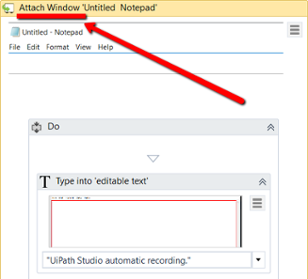 Attach Window 'Untitled Notepad'
Untitled - Notepad
File Edit Format View Help
Do
T Type into 'editable text'
"UiPath Studio automatic recording."